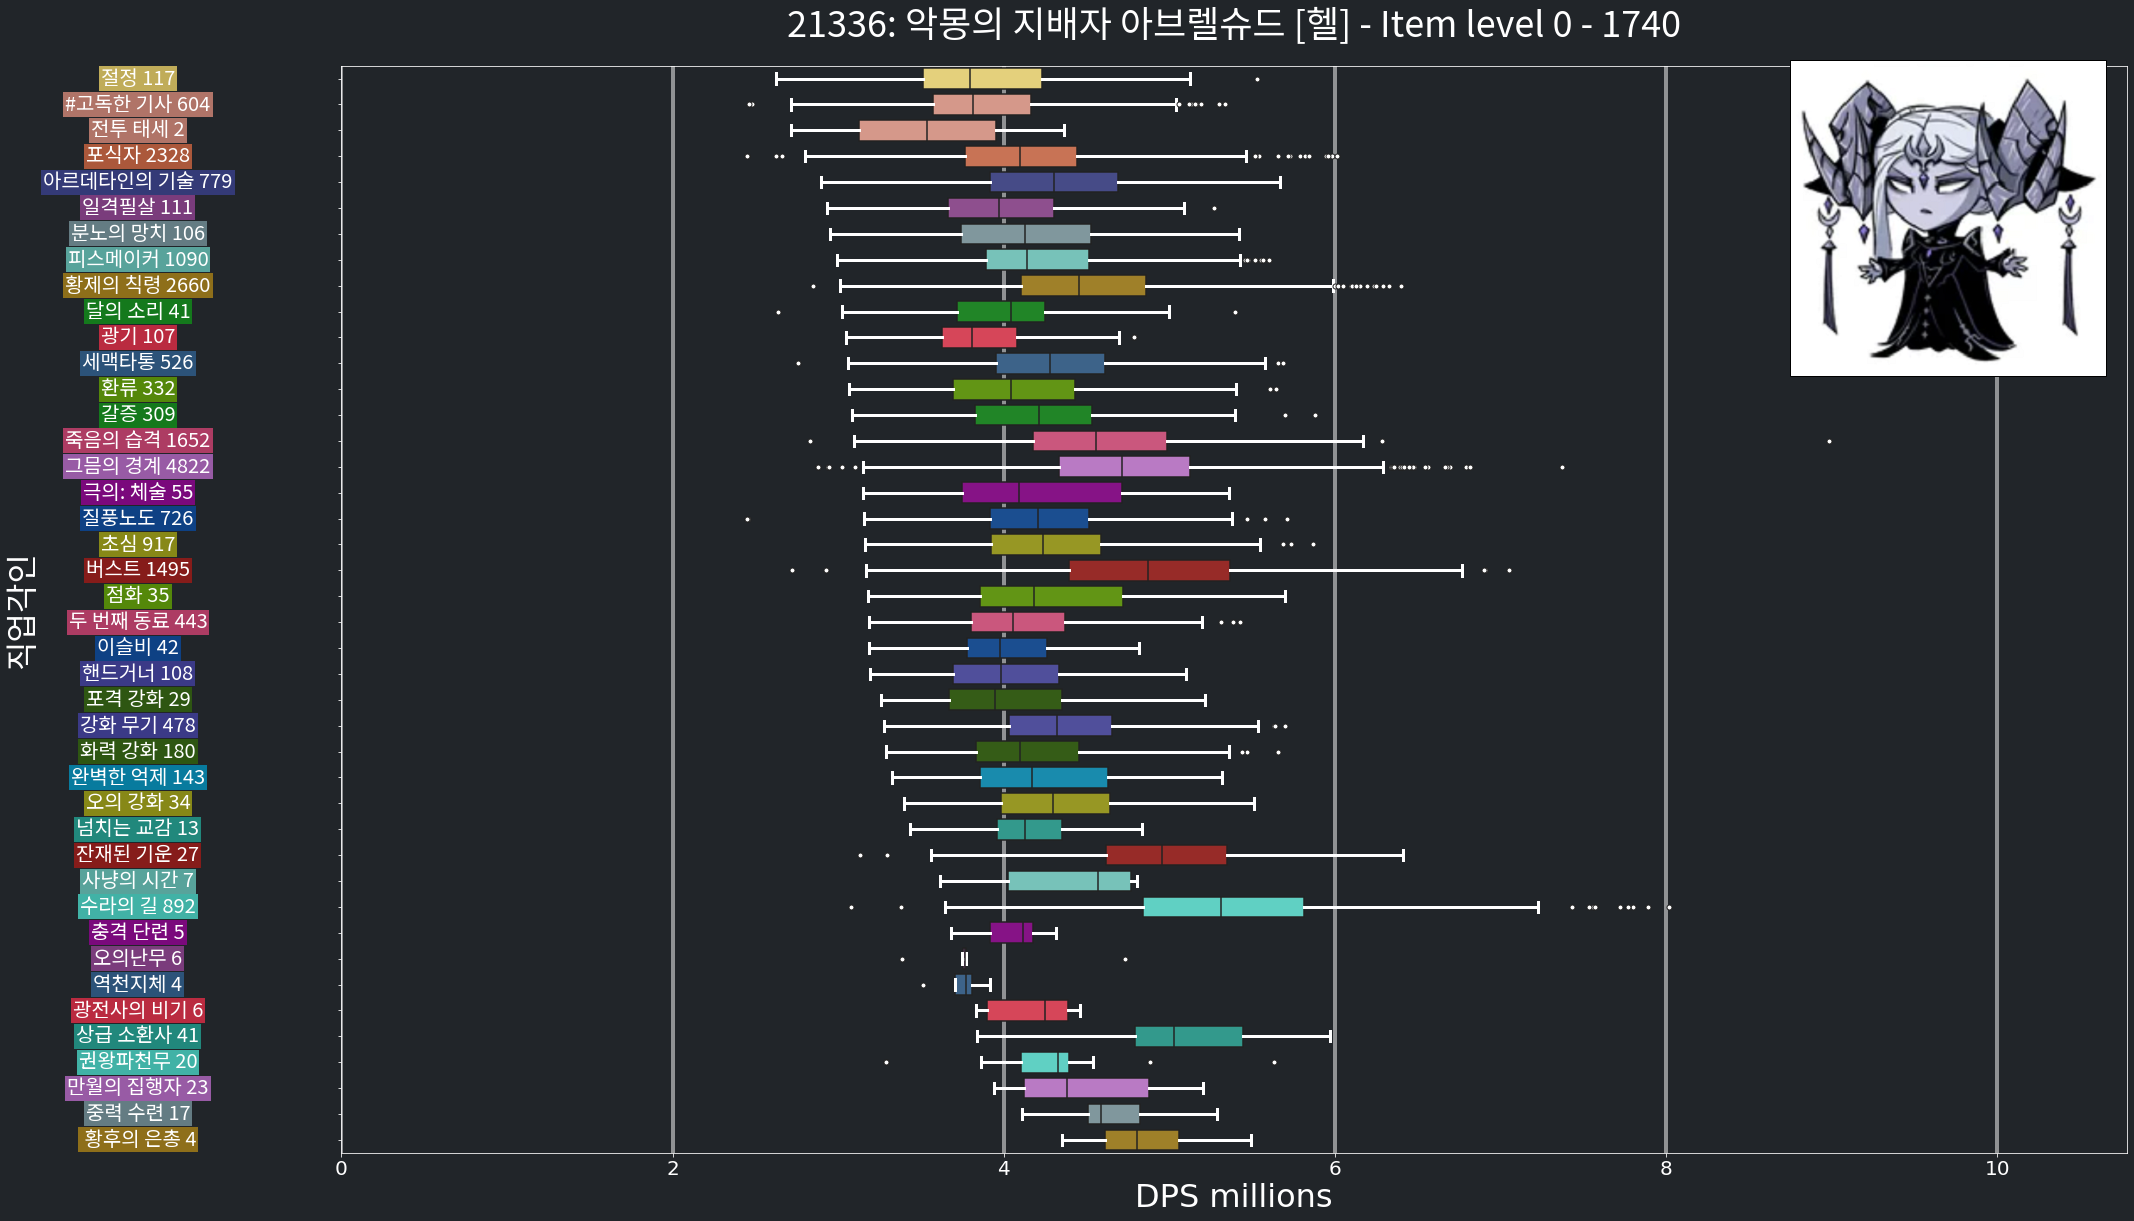 21336: 악몽의 지배자 아브렐슈드 [헬] - Item level 0 - 1740
직업각인
절정 117
#고독한 기사 604
전투 태세 2
포식자 2328
아르데타인의 기술 779
일격필살 111
분노의 망치 106
피스메이커 1090
황제의 칙령 2660
달의 소리 41
광기 107
세맥타통 526
환류 332
갈증 309
죽음의 습격 1652
그믐의 경계 4822
극의: 체술 55
질풍노도 726
초심 917
버스트 1495
점화 35
두 번째 동료 443
이슬비 42
핸드거너 108
포격 강화 29
강화 무기 478
화력 강화 180
완벽한 억제 143
오의 강화 34
넘치는 교감 13
잔재된 기운 27
사냥의 시간 7
수라의 길 892
충격 단련 5
오의난무 6
역천지체 4
광전사의 비기 6
상급 소환사 41
권왕파천무 20
만월의 집행자 23
중력 수련 17
황후의 은총 4
0 2 4 6 8 10
DPS millions